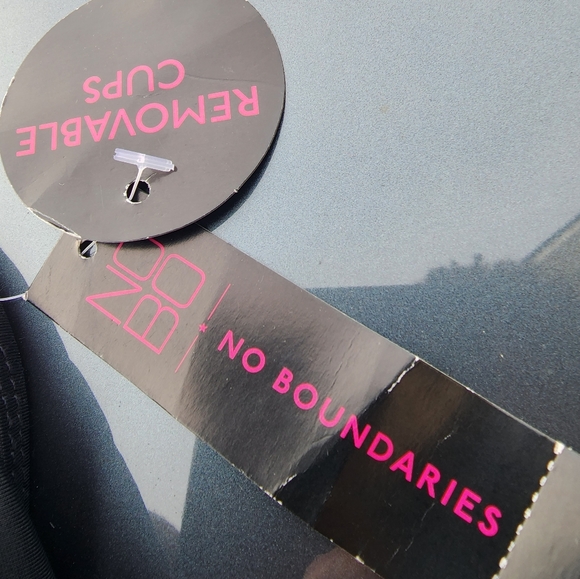 REMOVABLE
CUPS
NO
BO
* NO BOUNDARIES